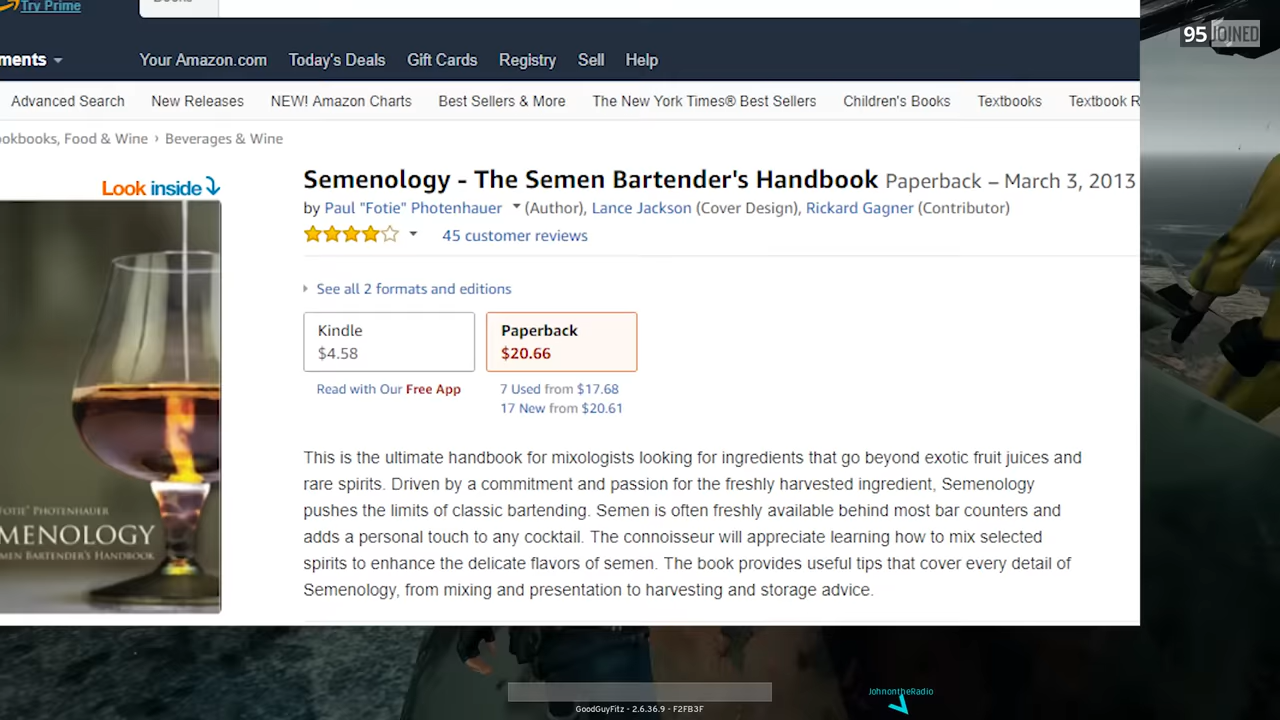 Try Prime
95 JOINED
ments
Your Amazon.com Today's Deals Gift Cards Registry Sell Help
Advanced Search New Releases NEW! Amazon Charts Best Sellers & More The New York Times® Best Sellers Children's Books Textbooks Textbook R
ookbooks, Food & Wine › Beverages & Wine
Look inside
Semenology - The Semen Bartender's Handbook Paperback – March 3, 2013
by Paul "Fotie" Photenhauer (Author), Lance Jackson (Cover Design), Rickard Gagner (Contributor)
45 customer reviews
See all 2 formats and editions
Kindle
$4.58
Paperback
$20.66
Read with Our Free App
7 Used from $17.68
17 New from $20.61
This is the ultimate handbook for mixologists looking for ingredients that go beyond exotic fruit juices and
rare spirits. Driven by a commitment and passion for the freshly harvested ingredient, Semenology
pushes the limits of classic bartending. Semen is often freshly available behind most bar counters and
adds a personal touch to any cocktail. The connoisseur will appreciate learning how to mix selected
spirits to enhance the delicate flavors of semen. The book provides useful tips that cover every detail of
Semenology, from mixing and presentation to harvesting and storage advice.
FOTIE" PHOTENHAUER
MENOLOGY
EMEN BARTENDER'S HANDBOOK
JohnontheRadio
GoodGuyFitz - 2.6.36.9 - F2FB3F